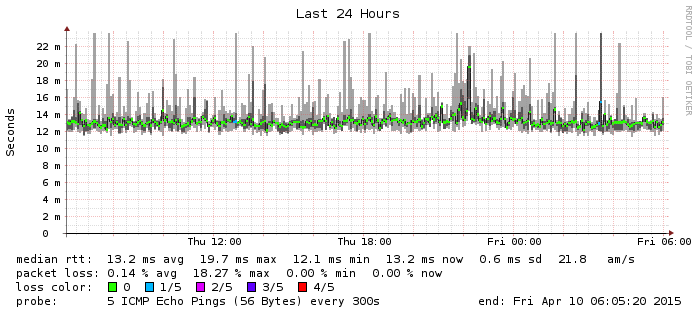 Last 24 Hours
RRDTOOL / TOBI OETIKER
Seconds
22 m
20 m
18 m
16 m
14 m
12 m
10 m
8 m
6 m
4 m
2 m
0
Thu 12:00 Thu 18:00 Fri 00:00 Fri 06:00
median rtt: 13.2 ms avg 19.7 ms max 12.1 ms min 13.2 ms now 0.6 ms sd 21.8 am/s
packet loss: 0.14 % avg 18.27 % max 0.00 % min 0.00 % now
loss color: 0 1/5 2/5 3/5 4/5
probe: 5 ICMP Echo Pings (56 Bytes) every 300s end: Fri Apr 10 06:05:20 2015